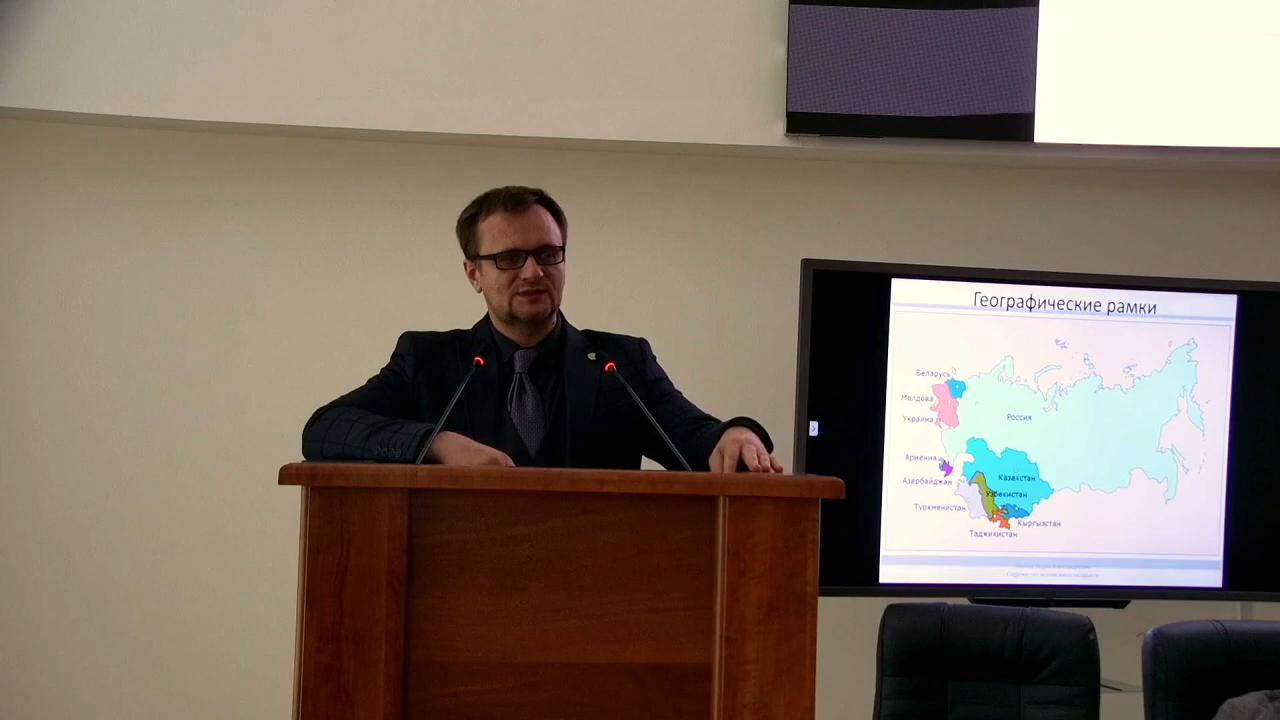 Географические рамки
Беларусь
Молдова
Россия
Украина
Армения
Казахстан
Азербайджан
Узбекистан
Туркменистан
Кыргызстан
Таджикистан